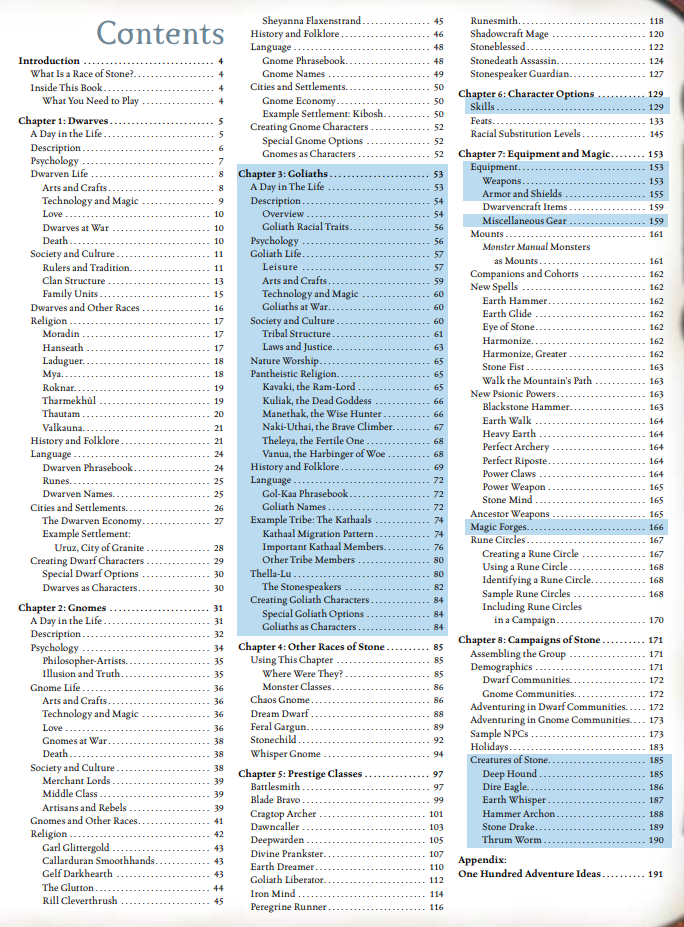 Contents
Introduction 4
What Is a Race of Stone? 4
Inside This Book 4
What You Need to Play 4
Chapter 1: Dwarves 5
A Day in the Life 5
Description 6
Psychology 7
Dwarven Life 8
Arts and Crafts 8
Technology and Magic 9
Love 10
Dwarves at War 10
Death 10
Society and Culture 11
Rulers and Tradition 11
Clan Structure 13
Family Units 15
Dwarves and Other Races 16
Religion 17
Moradin 17
Hanseath 17
Laduguer 18
Mya 18
Roknar 19
Tharmekhûl 19
Thautam 20
Valkauna 21
History and Folklore 21
Language 24
Dwarven Phrasebook 24
Runes 25
Dwarven Names 25
Cities and Settlements 26
The Dwarven Economy 27
Example Settlement:
Uruz, City of Granite 28
Creating Dwarf Characters 29
Special Dwarf Options 30
Dwarves as Characters 30
Chapter 2: Gnomes 31
A Day in the Life 31
Description 32
Psychology 34
Philosopher-Artists 35
Illusion and Truth 35
Gnome Life 36
Arts and Crafts 36
Technology and Magic 36
Love 36
Gnomes at War 38
Death 38
Society and Culture 38
Merchant Lords 39
Middle Class 39
Artisans and Rebels 39
Gnomes and Other Races 41
Religion 42
Garl Glittergold 43
Callarduran Smoothhands 43
Gelf Darkhearth 43
The Glutton 44
Rill Cleverthrush 45
Sheyanna Flaxenstrand 45
History and Folklore 46
Language 48
Gnome Phrasebook 48
Gnome Names 49
Cities and Settlements 50
Gnome Economy 50
Example Settlement: Kibosh 50
Creating Gnome Characters 52
Special Gnome Options 52
Gnomes as Characters 52
Chapter 3: Goliaths 53
A Day in The Life 53
Description 54
Overview 54
Goliath Racial Traits 56
Psychology 56
Goliath Life 57
Leisure 57
Arts and Crafts 59
Technology and Magic 60
Goliaths at War 60
Society and Culture 60
Tribal Structure 61
Laws and Justice 63
Nature Worship 65
Pantheistic Religion 65
Kavaki, the Ram-Lord 65
Kuliak, the Dead Goddess 66
Manethak, the Wise Hunter 66
Naki-Uthai, the Brave Climber 67
Theleya, the Fertile One 68
Vanua, the Harbinger of Woe 68
History and Folklore 69
Language 72
Gol-Kaa Phrasebook 72
Goliath Names 72
Example Tribe: The Kathaals 74
Kathaal Migration Pattern 74
Important Kathaal Members 76
Other Tribe Members 80
Thella-Lu 80
The Stonespeakers 82
Creating Goliath Characters 84
Special Goliath Options 84
Goliaths as Characters 84
Chapter 4: Other Races of Stone 85
Using This Chapter 85
Where Were They? 85
Monster Classes 86
Chaos Gnome 86
Dream Dwarf 88
Feral Gargun 89
Stonechild 92
Whisper Gnome 94
Chapter 5: Prestige Classes 97
Battlesmith 97
Blade Bravo 99
Cragtop Archer 101
Dawncaller 103
Deepwarden 105
Divine Prankster 107
Earth Dreamer 110
Goliath Liberator 112
Iron Mind 114
Peregrine Runner 116
Runesmith 118
Shadowcraft Mage 120
Stoneblessed 122
Stonedeath Assassin 124
Stonespeaker Guardian 127
Chapter 6: Character Options 129
Skills 129
Feats 133
Racial Substitution Levels 145
Chapter 7: Equipment and Magic 153
Equipment 153
Weapons 153
Armor and Shields 155
Dwarvencraft Items 159
Miscellaneous Gear 159
Mounts 161
Monster Manual Monsters
as Mounts 161
Companions and Cohorts 162
New Spells 162
Earth Hammer 162
Earth Glide 162
Eye of Stone 162
Harmonize 162
Harmonize, Greater 162
Stone Fist 163
Walk the Mountain's Path 163
New Psionic Powers 163
Blackstone Hammer 163
Earth Walk 164
Heavy Earth 164
Perfect Archery 164
Perfect Riposte 164
Power Claws 164
Power Weapon 165
Stone Mind 165
Ancestor Weapons 165
Magic Forges 166
Rune Circles 167
Creating a Rune Circle 167
Using a Rune Circle 168
Identifying a Rune Circle 168
Sample Rune Circles 168
Including Rune Circles
in a Campaign 170
Chapter 8: Campaigns of Stone 171
Assembling the Group 171
Demographics 171
Dwarf Communities 172
Gnome Communities 172
Adventuring in Dwarf Communities 172
Adventuring in Gnome Communities 173
Sample NPCs 173
Holidays 183
Creatures of Stone 185
Deep Hound 185
Dire Eagle 186
Earth Whisper 187
Hammer Archon 188
Stone Drake 189
Thrum Worm 190
Appendix:
One Hundred Adventure Ideas 191